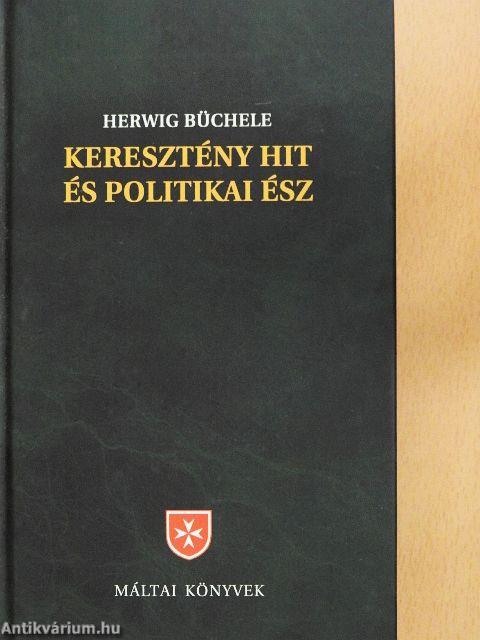 HERWIG BÜCHELE
KERESZTÉNY HIT
ÉS POLITIKAI ÉSZ
MÁLTAI KÖNYVEK
Antikvárium.hu